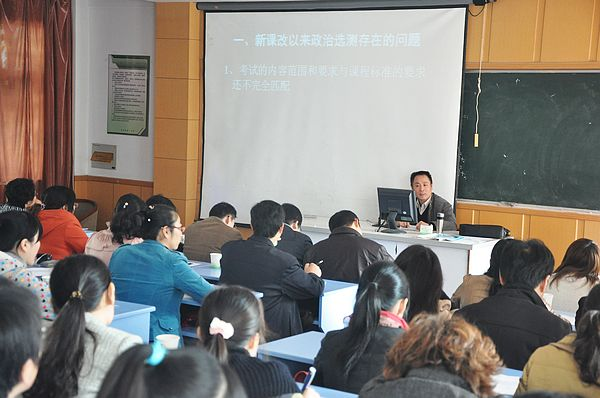 一、新课改以来政治选测存在的问题
1、考试的内容范围和要求与课程标准的要求
还不完全匹配